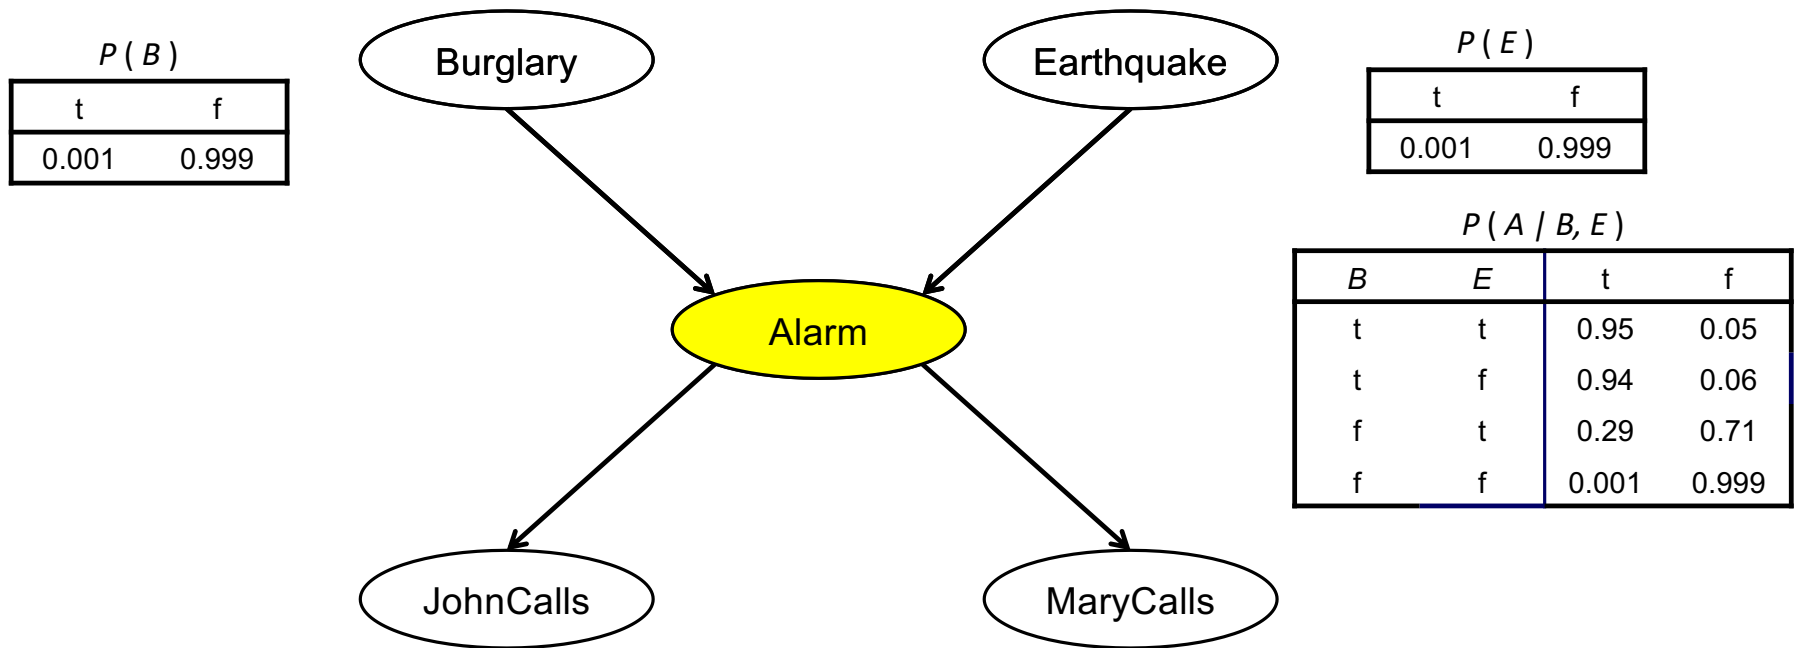 P ( B )
t f
0.001 0.999
Burglary
Earthquake
P ( E )
t f
0.001 0.999
P ( A | B, E )
B E t f
t t 0.95 0.05
t f 0.94 0.06
f t 0.29 0.71
f f 0.001 0.999
Alarm
JohnCalls
MaryCalls